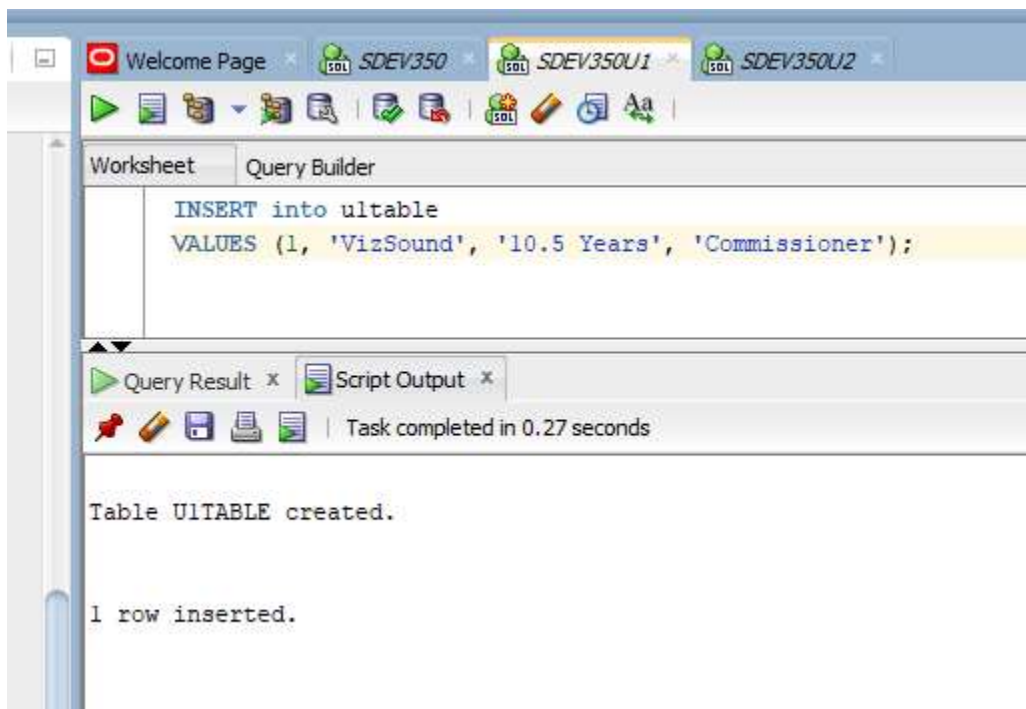 Welcome Page SDEV350 SDEV350U1 SDEV350U2
Worksheet Query Builder
INSERT into u1table
VALUES (1, 'VizSound', '10.5 Years', 'Commissioner');
Query Result x Script Output x
Task completed in 0.27 seconds
Table U1TABLE created.
1 row inserted.